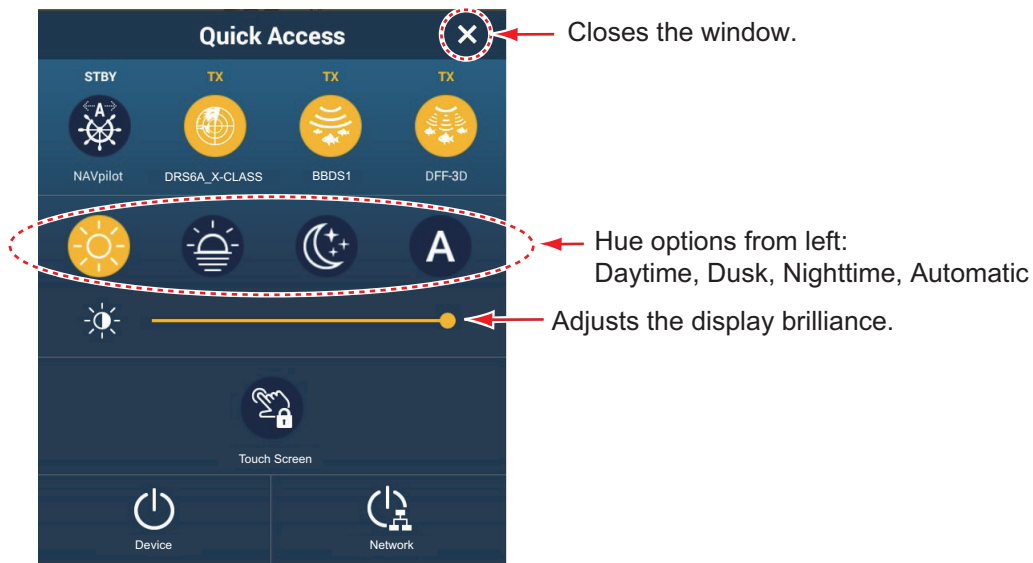 Quick Access
Closes the window.
STBY TX TX TX
A
NAVpilot DRS6A_X-CLASS BBDS1 DFF-3D
A
Hue options from left:
Daytime, Dusk, Nighttime, Automatic
Adjusts the display brilliance.
Touch Screen
Device Network